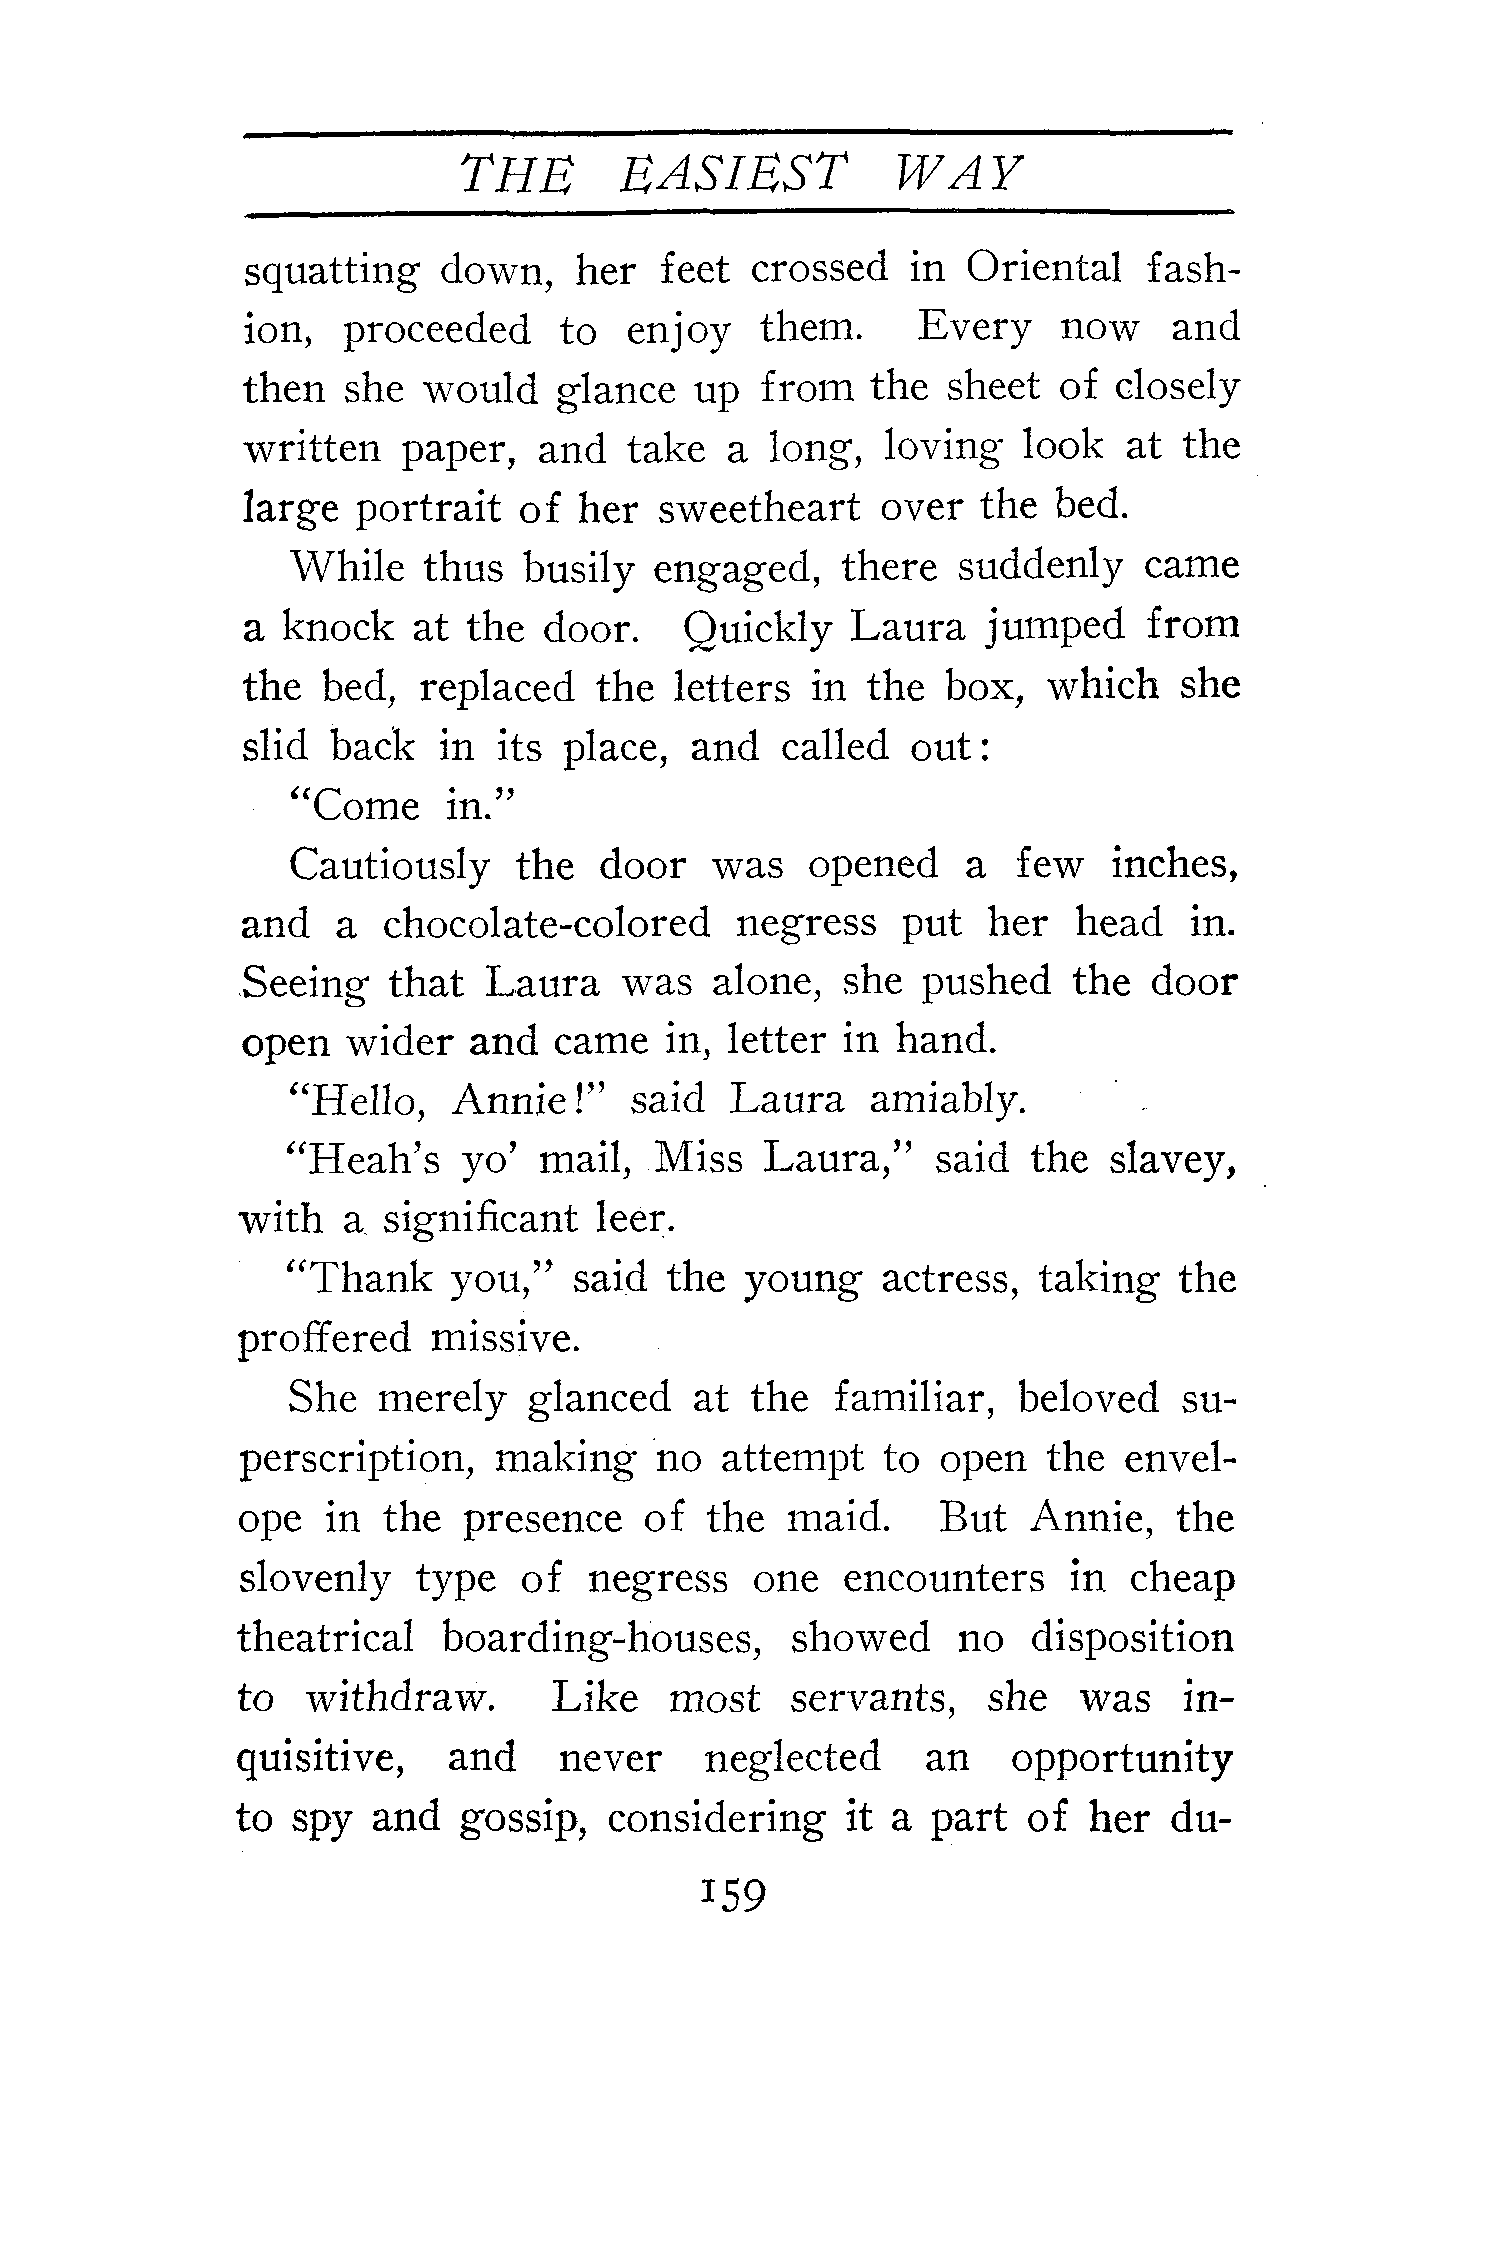 THE EASIEST WAY
squatting down, her feet crossed in Oriental fash-
ion, proceeded to enjoy them. Every now and
then she would glance up from the sheet of closely
written paper, and take a long, loving look at the
large portrait of her sweetheart over the bed.
While thus busily engaged, there suddenly came
a knock at the door. Quickly Laura jumped from
the bed, replaced the letters in the box, which she
slid back in its place, and called out:
"Come in."
Cautiously the door was opened a few inches,
and a chocolate-colored negress put her head in.
Seeing that Laura was alone, she pushed the door
open wider and came in, letter in hand.
"Hello, Annie!" said Laura amiably.
"Heah's yo' mail, Miss Laura," said the slavey,
with a significant leer.
"Thank you," said the young actress, taking the
proffered missive.
She merely glanced at the familiar, beloved su-
perscription, making no attempt to open the envel-
ope in the presence of the maid. But Annie, the
slovenly type of negress one encounters in cheap
theatrical boarding-houses, showed no disposition
to withdraw. Like most servants, she was in-
quisitive, and never neglected an opportunity
to spy and gossip, considering it a part of her du-
159